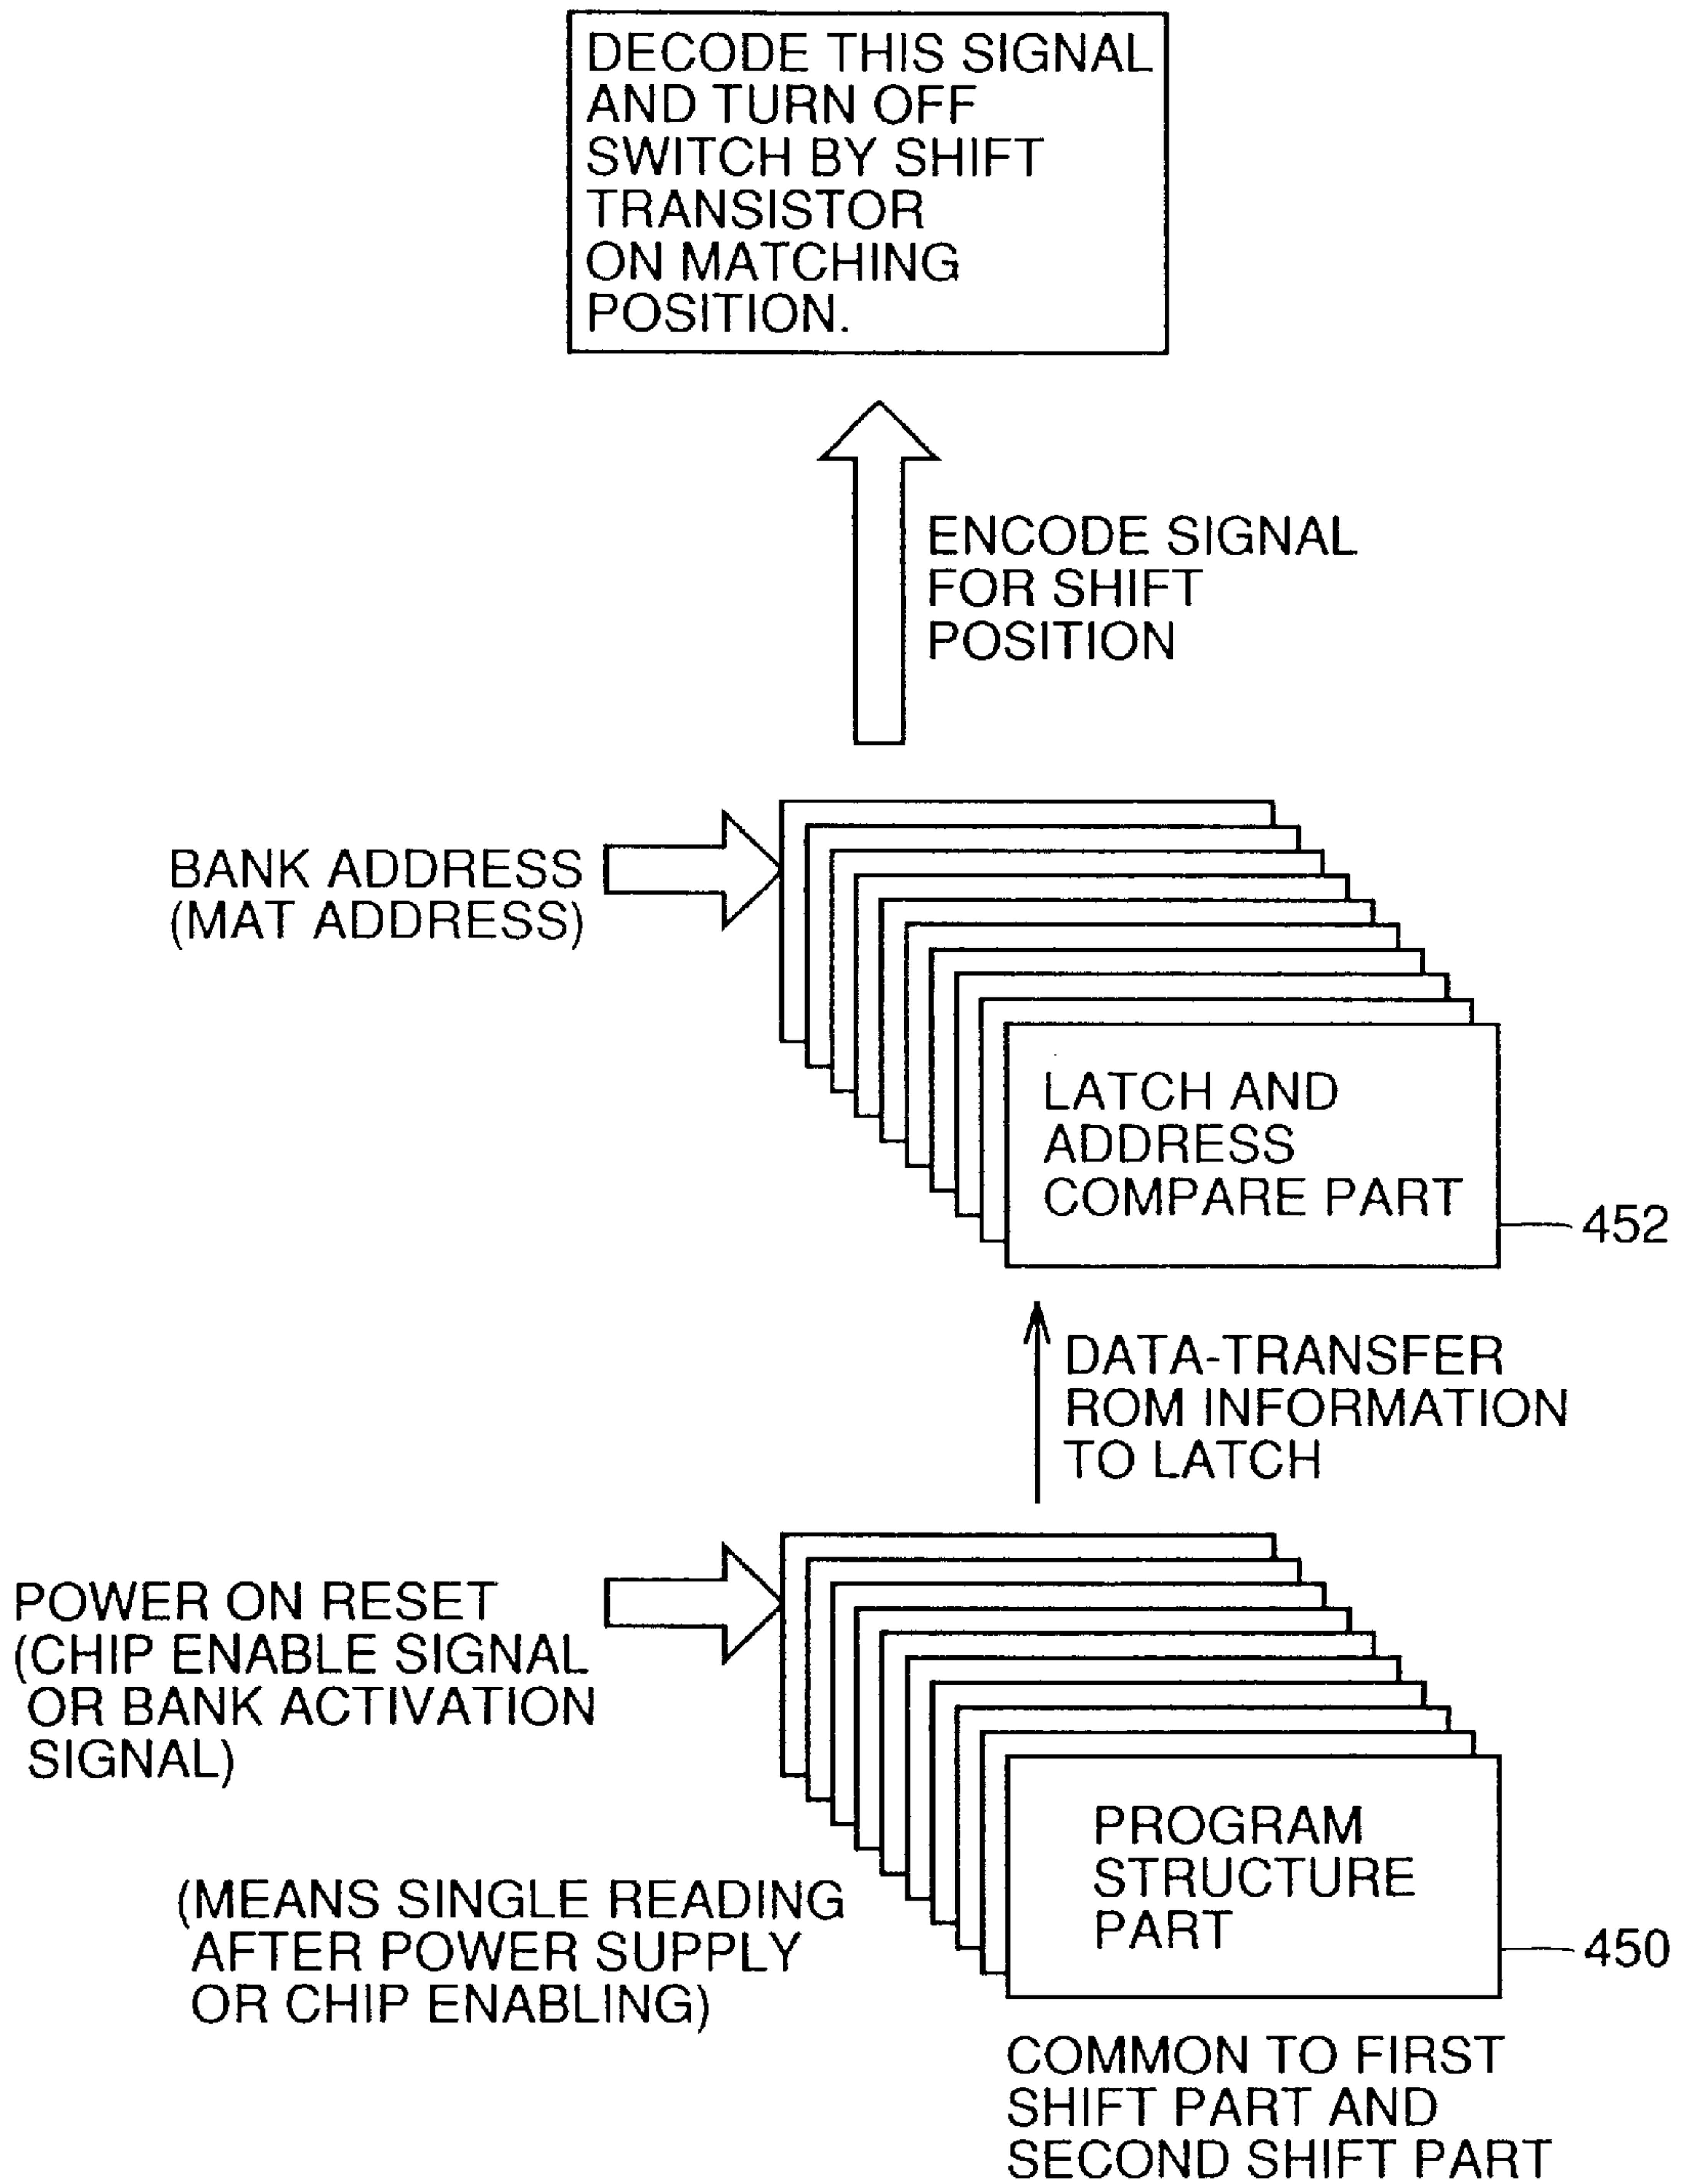 DECODE THIS SIGNAL
AND TURN OFF
SWITCH BY SHIFT
TRANSISTOR
ON MATCHING
POSITION.
ENCODE SIGNAL
FOR SHIFT
POSITION
BANK ADDRESS
(MAT ADDRESS)
LATCH AND
ADDRESS
COMPARE PART
452
DATA-TRANSFER
ROM INFORMATION
TO LATCH
POWER ON RESET
(CHIP ENABLE SIGNAL
OR BANK ACTIVATION
SIGNAL)
PROGRAM
STRUCTURE
PART
450
(MEANS SINGLE READING
AFTER POWER SUPPLY
OR CHIP ENABLING)
COMMON TO FIRST
SHIFT PART AND
SECOND SHIFT PART